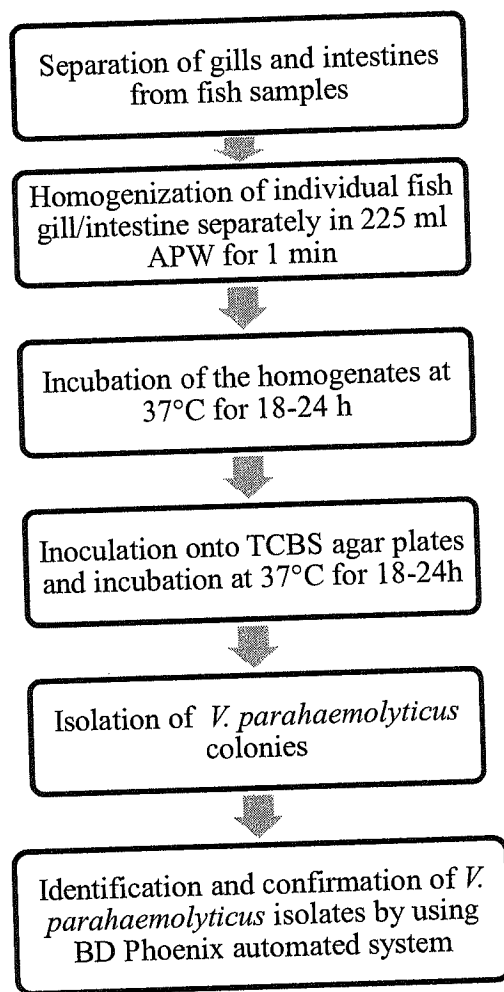 Separation of gills and intestines
from fish samples
Homogenization of individual fish
gill/intestine separately in 225 ml
APW for 1 min
Incubation of the homogenates at
37°C for 18-24 h
Inoculation onto TCBS agar plates
and incubation at 37°C for 18-24h
Isolation of V. parahaemolyticus
colonies
Identification and confirmation of V.
parahaemolyticus isolates by using
BD Phoenix automated system